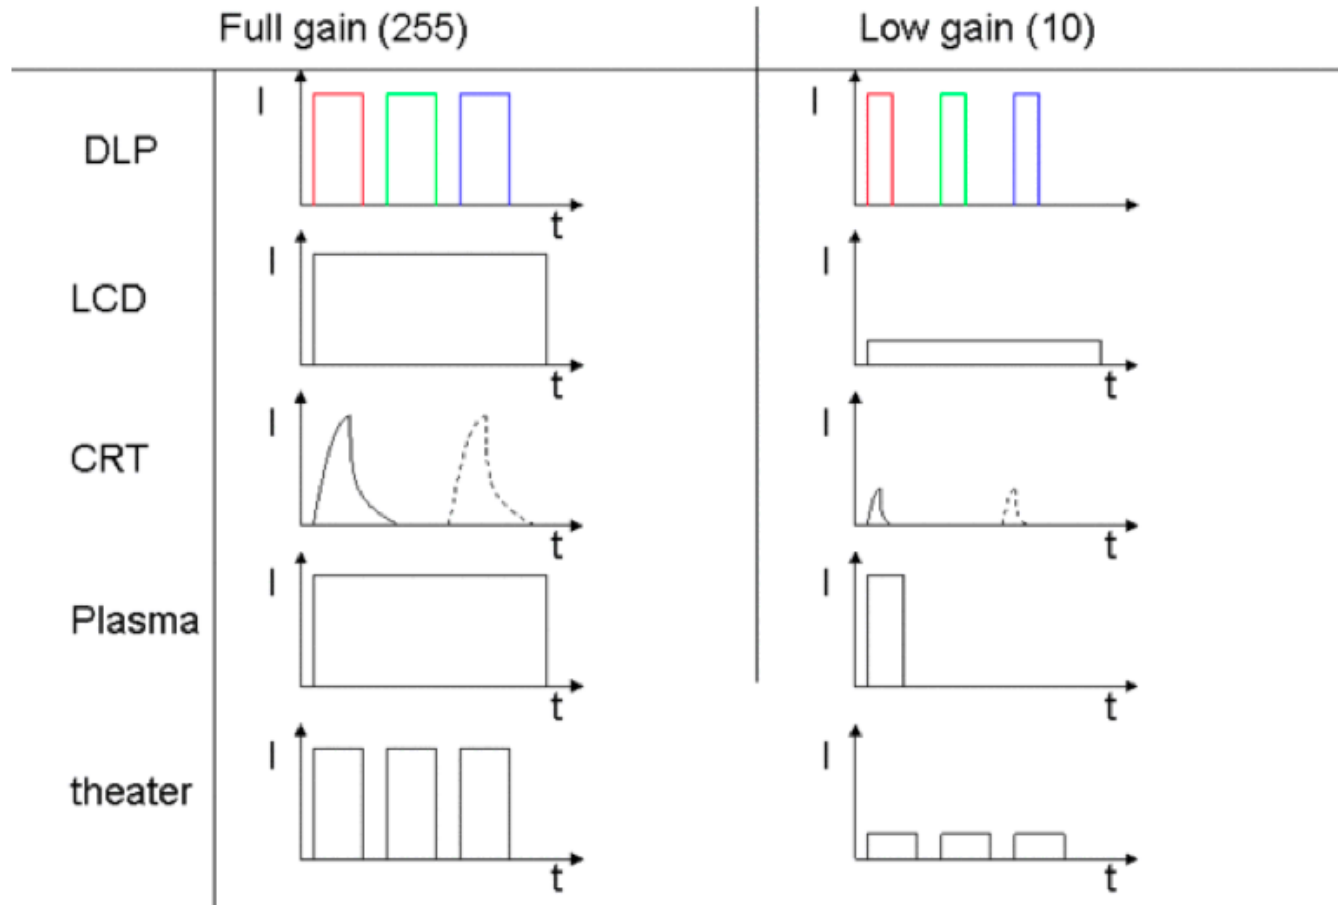 Full gain (255) Low gain (10)
DLP I t I
LCD I t I t
CRT I t I t
Plasma I t I t
theater I t I t